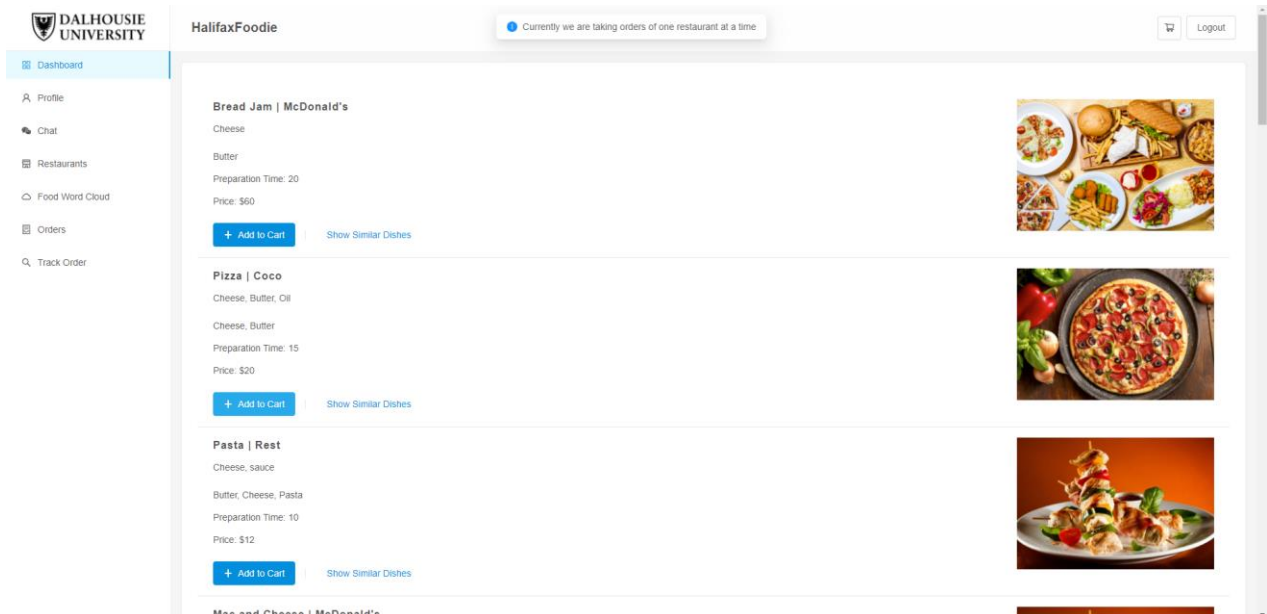 DALHOUSIE
UNIVERSITY
HalifaxFoodie
Currently we are taking orders of one restaurant at a time
Logout
Dashboard
Profile
Chat
Restaurants
Food Word Cloud
Orders
Track Order
Bread Jam | McDonald's
Cheese
Butter
Preparation Time: 20
Price: $60
+ Add to Cart
Show Similar Dishes
Pizza | Coco
Cheese, Butter, Oil
Cheese, Butter
Preparation Time: 15
Price: $20
+ Add to Cart
Show Similar Dishes
Pasta | Rest
Cheese, sauce
Butter, Cheese, Pasta
Preparation Time: 10
Price: $12
+ Add to Cart
Show Similar Dishes
Mac and Cheese | McDonald's